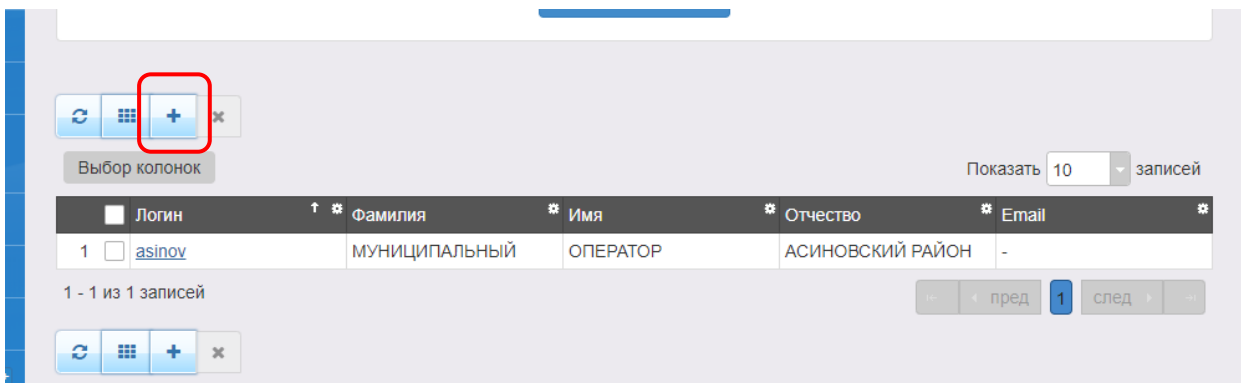 Выбор колонок
Показать 10 записей
Логин Фамилия Имя Отчество Email
1 asinov МУНИЦИПАЛЬНЫЙ ОПЕРАТОР АСИНОВСКИЙ РАЙОН -
1 - 1 из 1 записей
пред 1 след